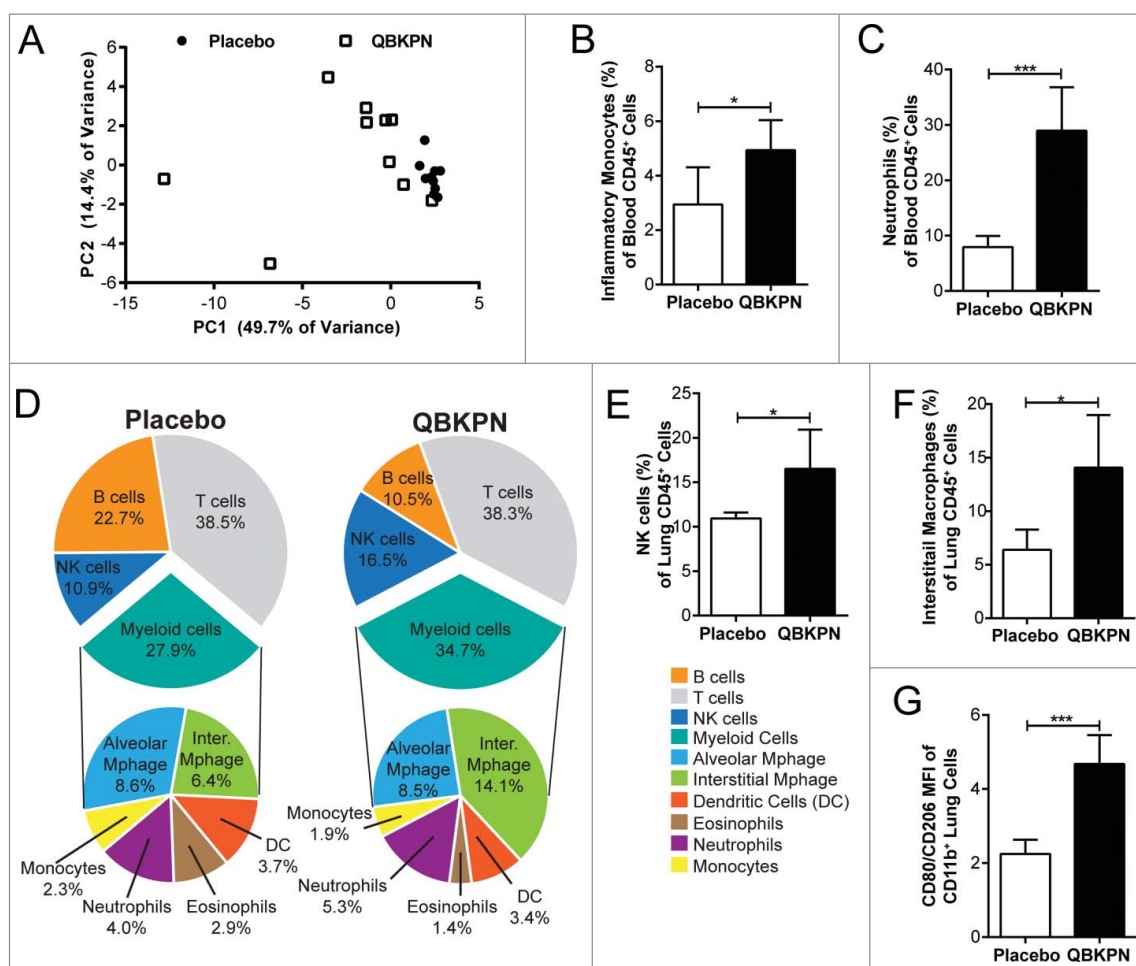 A
Placebo
QBKPN
6
4
2
0
-2
-4
-6
-15
-10
-5
0
5
PC2 (14.4% of Variance)
PC1 (49.7% of Variance)
B
Inflammatory Monocytes (%)
of Blood CD45+ Cells
8
6
4
2
0
*
Placebo
QBKPN
C
Neutrophils (%)
of Blood CD45+ Cells
40
30
20
10
0
***
Placebo
QBKPN
D
Placebo
B cells
22.7%
T cells
38.5%
NK cells
10.9%
Myeloid cells
27.9%
Alveolar
Mphage
8.6%
Inter.
Mphage
6.4%
Monocytes
2.3%
Neutrophils
4.0%
Eosinophils
2.9%
DC
3.7%
QBKPN
B cells
10.5%
T cells
38.3%
NK cells
16.5%
Myeloid cells
34.7%
Alveolar
Mphage
8.5%
Inter.
Mphage
14.1%
Monocytes
1.9%
Neutrophils
5.3%
Eosinophils
1.4%
DC
3.4%
E
NK cells (%)
of Lung CD45+ Cells
25
20
15
10
5
0
*
Placebo
QBKPN
B cells
T cells
NK cells
Myeloid Cells
Alveolar Mphage
Interstitial Mphage
Dendritic Cells (DC)
Eosinophils
Neutrophils
Monocytes
F
Interstitail Macrophages (%)
of Lung CD45+ Cells
20
15
10
5
0
*
Placebo
QBKPN
G
CD80/CD206 MFI of
CD11b+ Lung Cells
6
4
2
0
***
Placebo
QBKPN